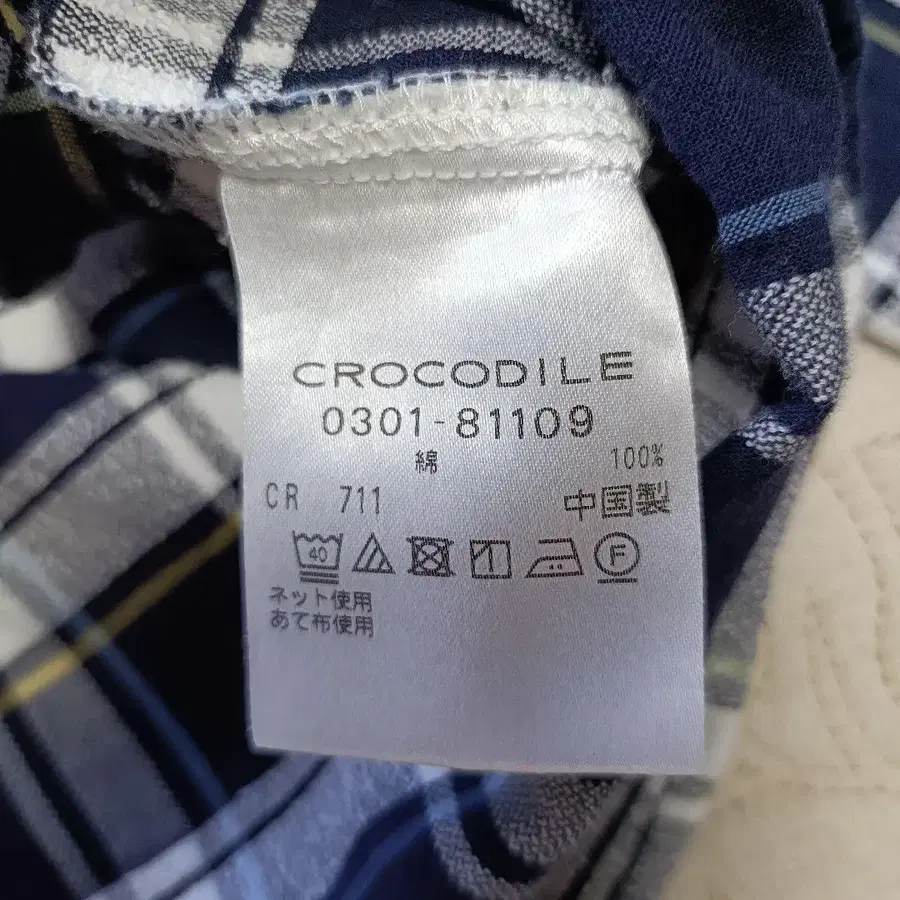 CROCODILE
0301-81109
綿 100%
CR 711 中国製
40 F
ネット使用
あて布使用